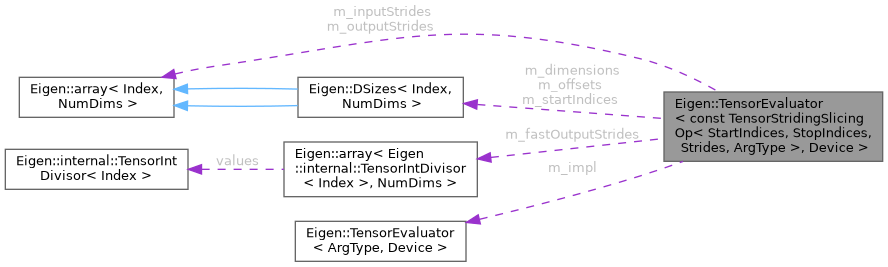 m_inputStrides
m_outputStrides
Eigen::array< Index,
NumDims >
Eigen::DSizes< Index,
NumDims >
m_dimensions
m_offsets
m_startIndices
Eigen::TensorEvaluator
< const TensorStridingSlicing
Op< StartIndices, StopIndices,
Strides, ArgType >, Device >
m_fastOutputStrides
Eigen::internal::TensorInt
Divisor< Index >
values
Eigen::array< Eigen
::internal::TensorIntDivisor
< Index >, NumDims >
m_impl
Eigen::TensorEvaluator
< ArgType, Device >